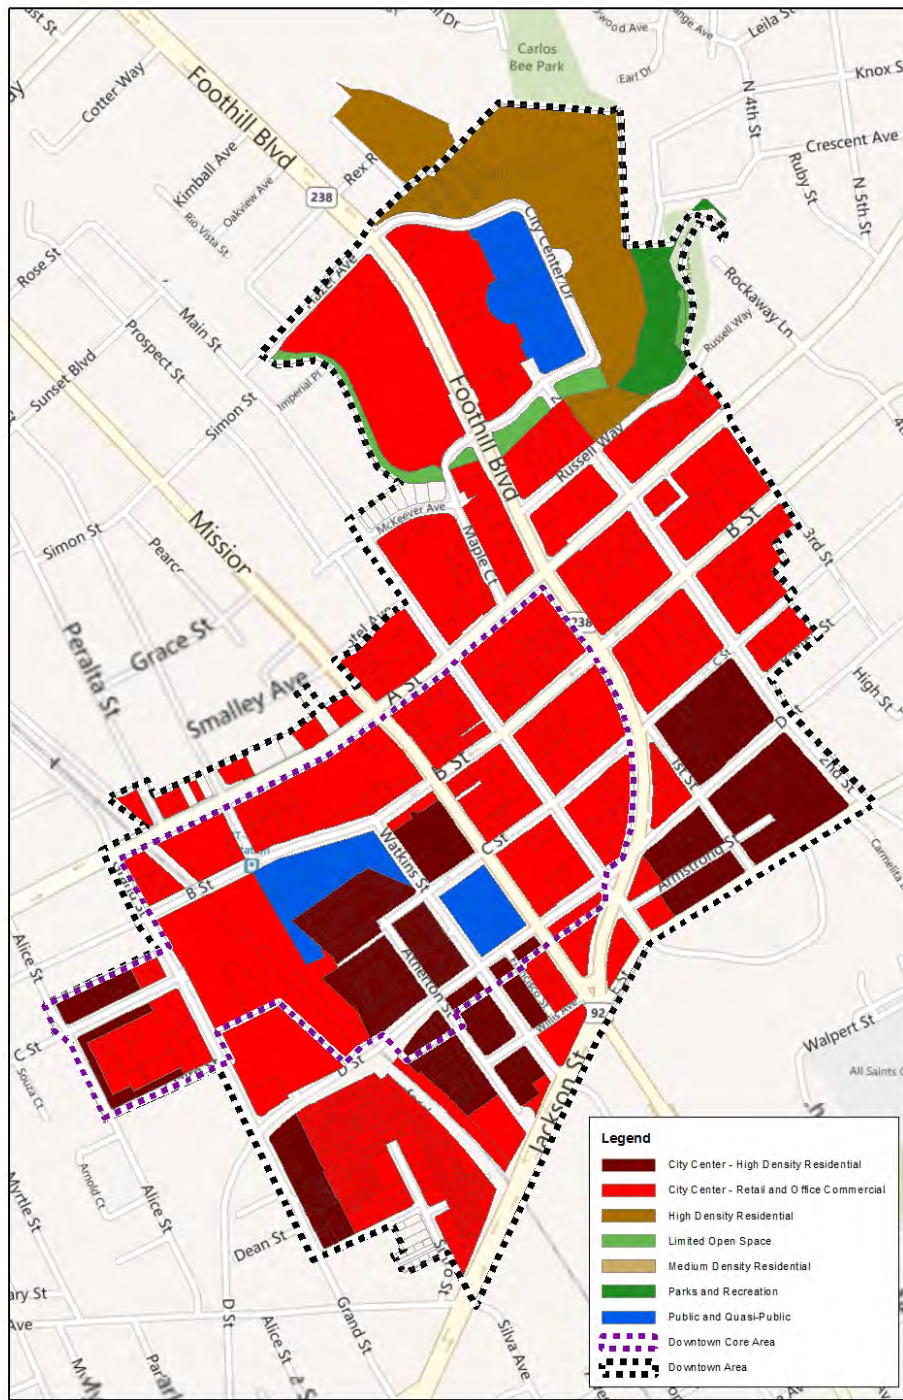 Carlos
Bee Park
Leila St
Earl Dr
Knox S
Cotter Way
Foothill Blvd
N 4th St
Crescent Ave
Kimball Ave
Rex R
Ruby St
N 5th St
Oakview Ave
238
Rio Vista St
City Center Dr
Rose St
Rockaway Ln
Main St
Prospect St
Russell Way
Imperial Pl
Sunset Blvd
Simon St
Foothill Blvd
Russell Way
Mission
McKeever Ave
B St
Simon St
Maple Ct
3rd St
Peralta St
Grace St
238
Smalley Ave
A St
C St
High St
B St
D St
1st St
2nd St
Watkins St
C St
Armstrong St
B St
Alice St
Atherton St
Willis Ave
92
C St
Walpert St
Souza Ct
D St
All Saints C
Jackson St
Arnold Ct
Myrtle St
Alice St
Dean St
ary St
Ave
D St
Grand St
Silva Ave
Alice St
Legend
City Center - High Density Residential
City Center - Retail and Office Commercial
High Density Residential
Limited Open Space
Medium Density Residential
Parks and Recreation
Public and Quasi-Public
Downtown Core Area
Downtown Area